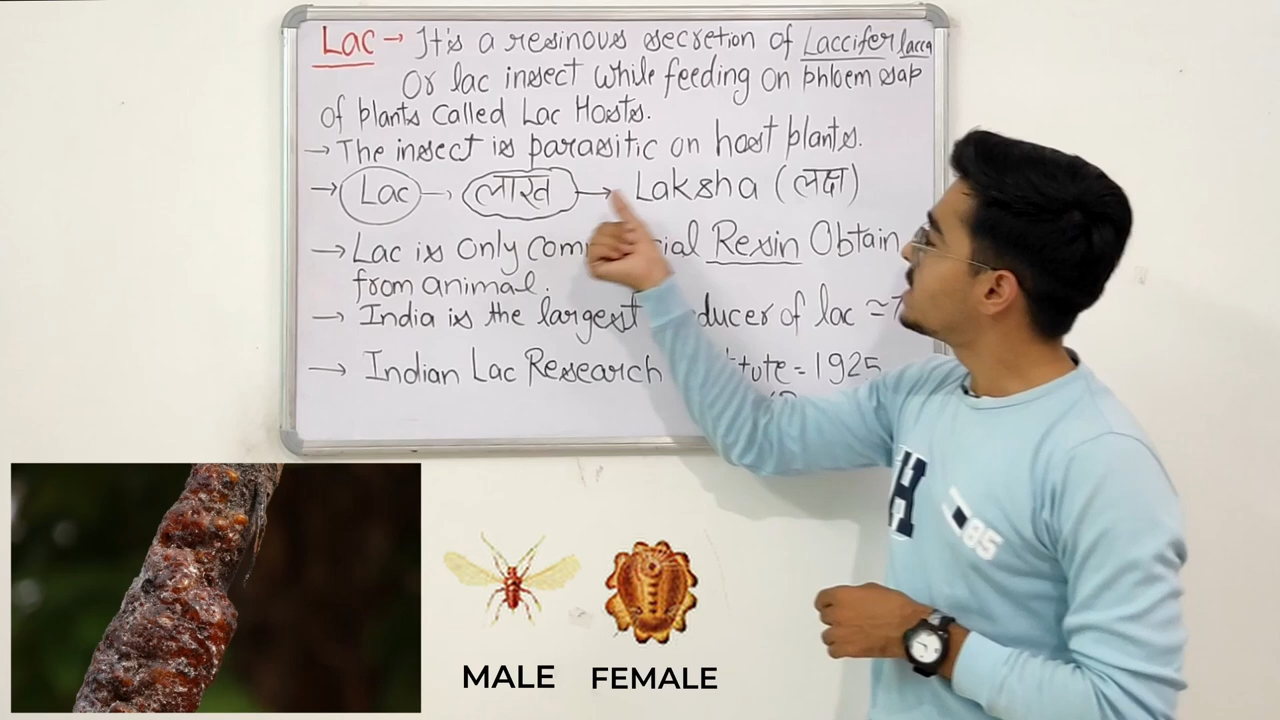 Lac → It's a resinous secretion of Laccifer lacca
Or lac insect while feeding on phloem sap
of plants called Lac Hosts.
→ The insect is parasitic on host plants.
→ Lac → लाख → Laksha (लक्षा)
→ Lac is only com ial Resin Obtain
from animal.
→ India is the largest ducer of lac ≈
→ Indian Lac Research tute = 1925
H
85
MALE FEMALE